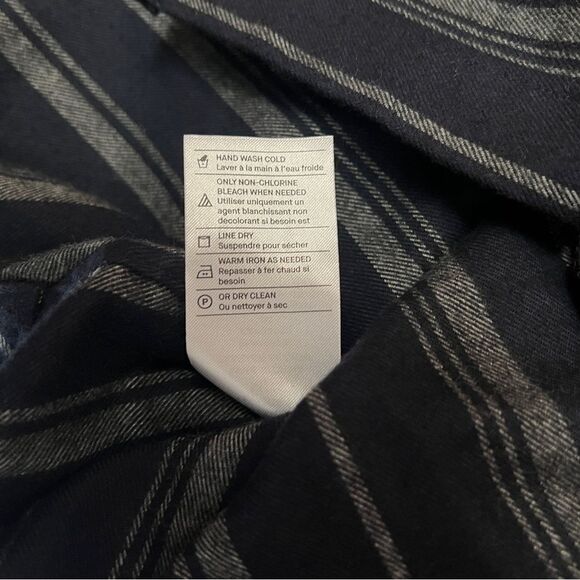 HAND WASH COLD
Laver à la main à l'eau froide
ONLY NON-CHLORINE
BLEACH WHEN NEEDED
Utiliser uniquement un
agent blanchissant non
décolorant si besoin est
LINE DRY
Suspendre pour sécher
WARM IRON AS NEEDED
Repasser à fer chaud si
besoin
P
OR DRY CLEAN
Ou nettoyer à sec